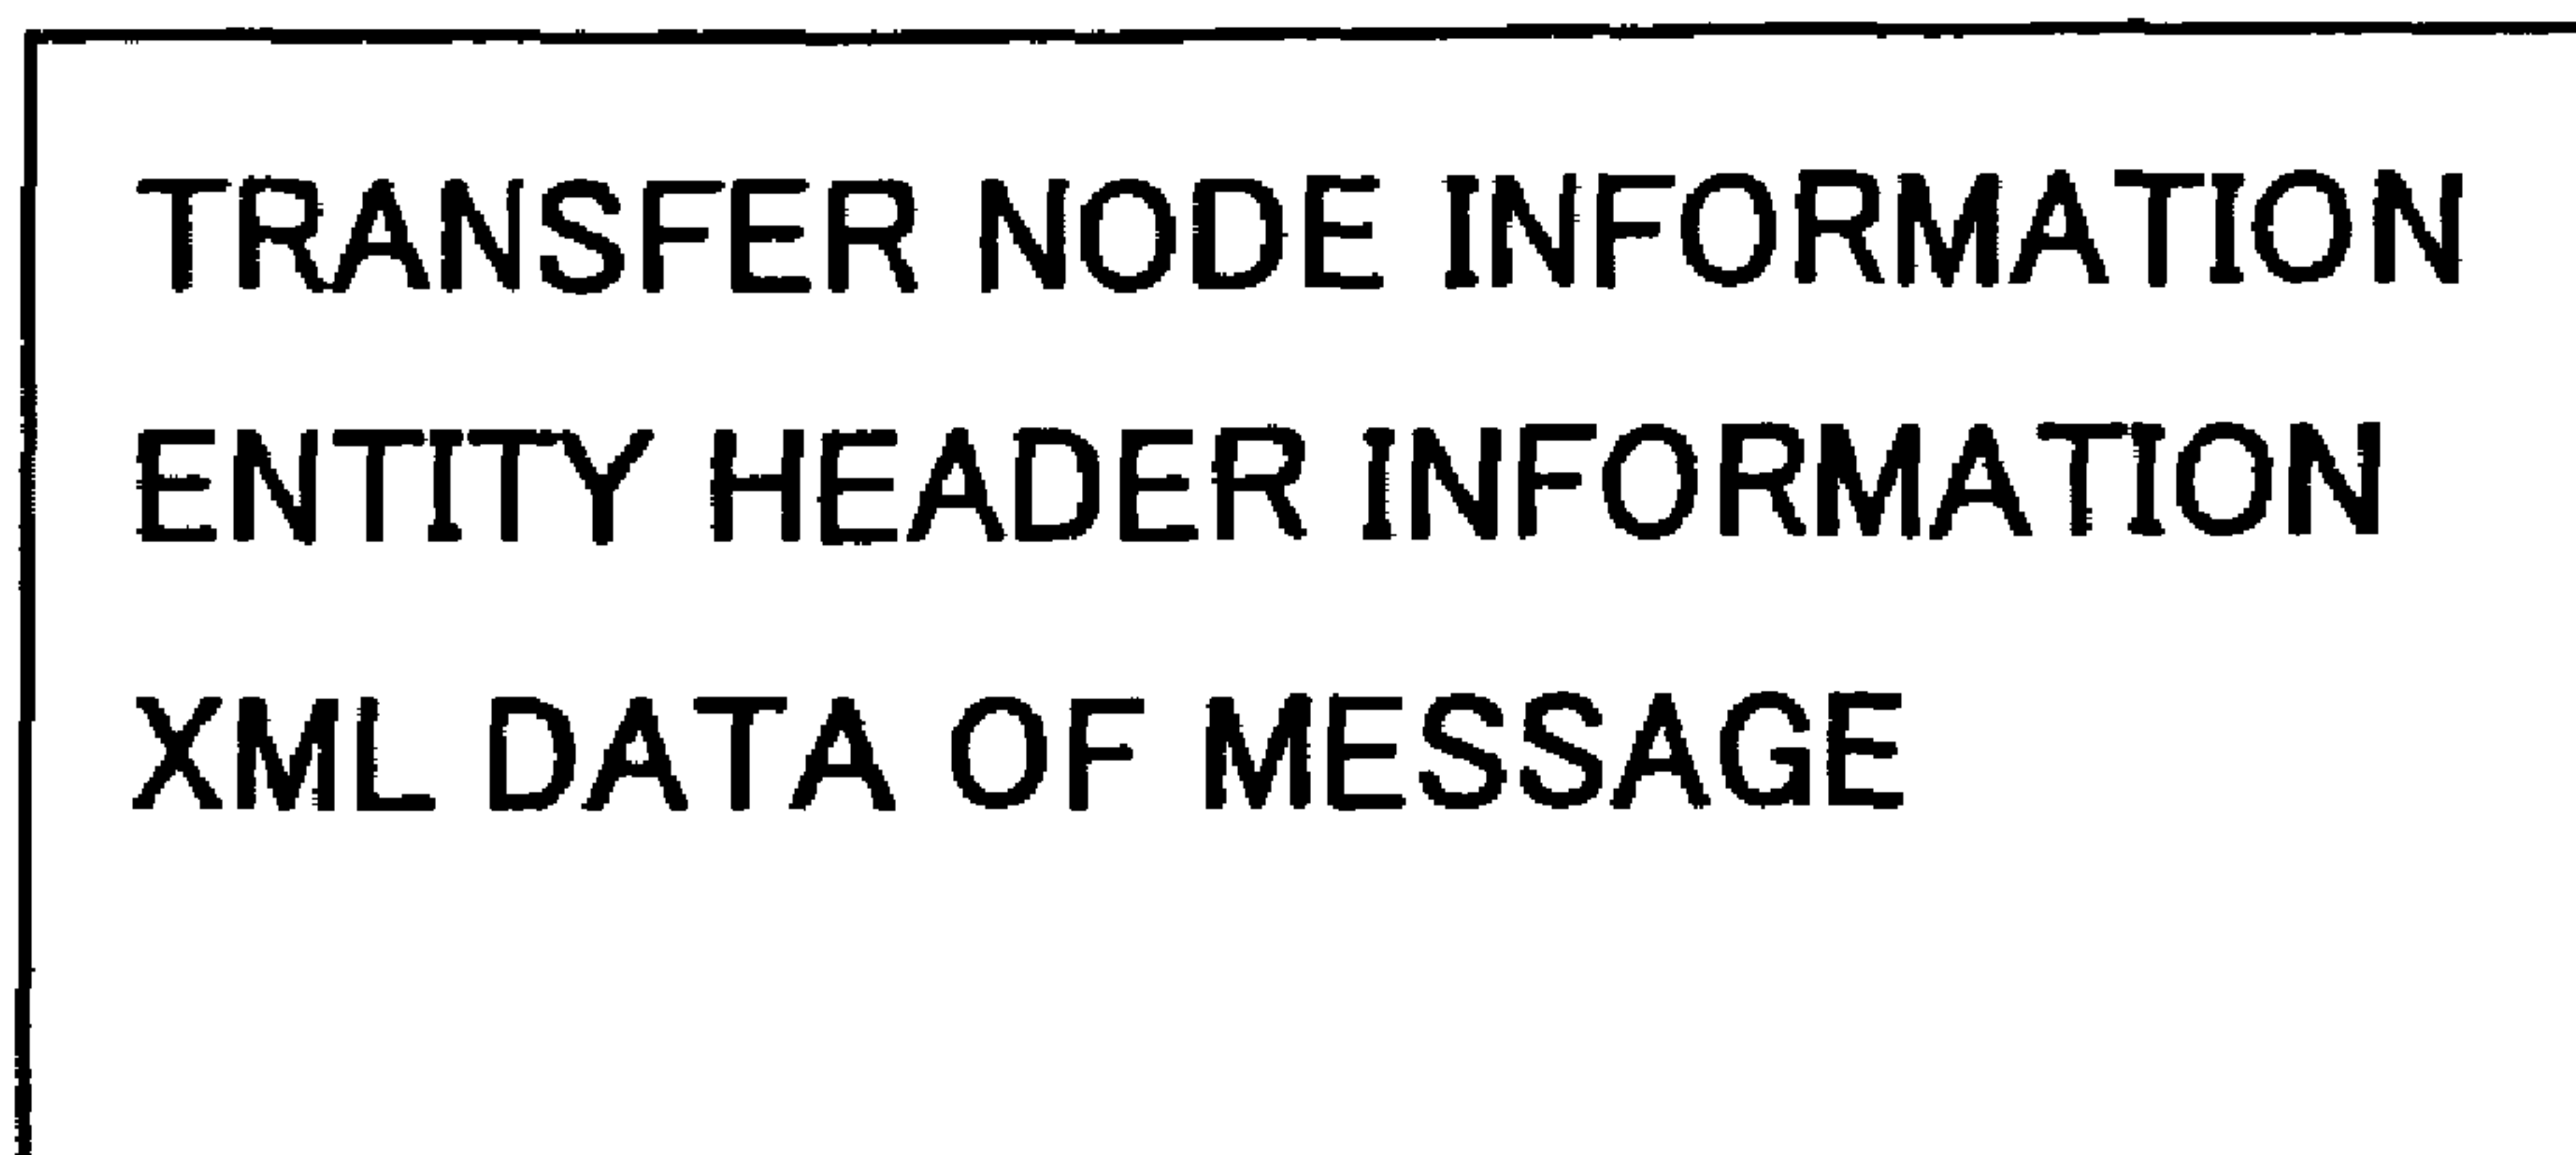 TRANSFER NODE INFORMATION
ENTITY HEADER INFORMATION
XML DATA OF MESSAGE